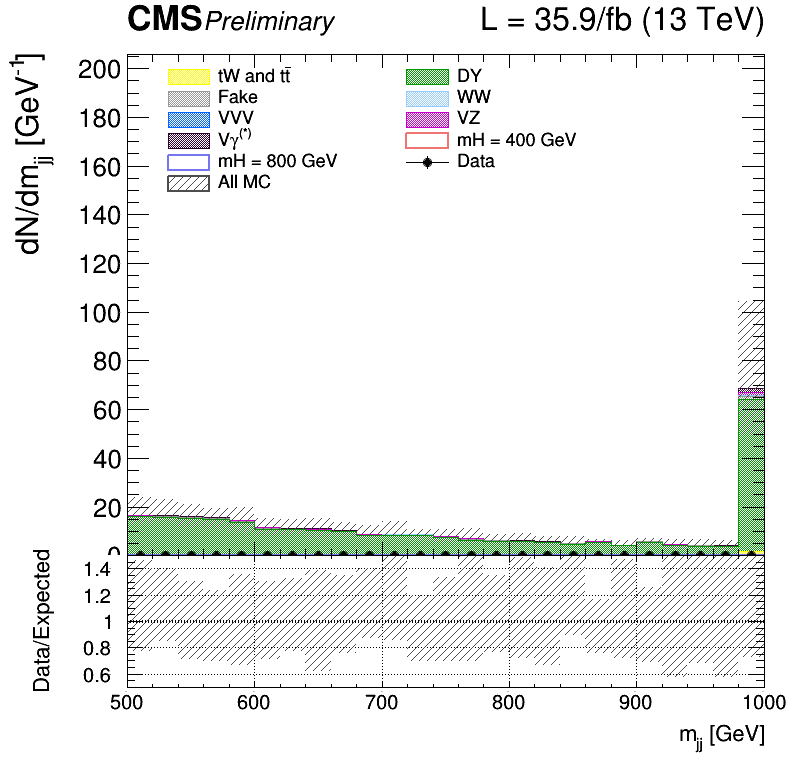 CMS Preliminary L = 35.9/fb (13 TeV)
dN/dm_jj [GeV⁻¹]
200
180
160
140
120
100
80
60
40
20
0
tW and tt̄
DY
Fake
WW
VVV
VZ
Vγ⁽*⁾
mH = 400 GeV
mH = 800 GeV
Data
All MC
Data/Expected
1.4
1.2
1
0.8
0.6
500 600 700 800 900 1000
m_jj [GeV]